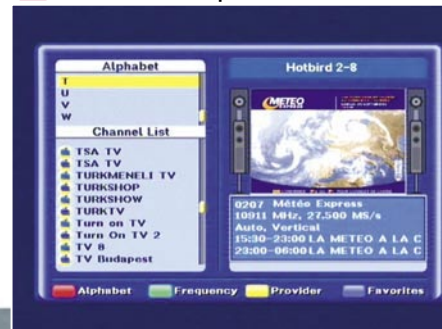 Alphabet
T
U
V
W
Channel List
TSA TV
TSA TV
TURKMENELI TV
TURKSHOP
TURKSHOW
TURKTV
Turn on TV
Turn On TV 2
TV 8
TV Budapest
Hotbird 2-8
METEO
EXPRESS
0207 Météo Express
10911 MHz, 27.500 MS/s
Auto, Vertical
15:30-23:00 LA METEO A LA C
23:00-06:00 LA METEO A LA C
Alphabet Frequency Provider Favorites